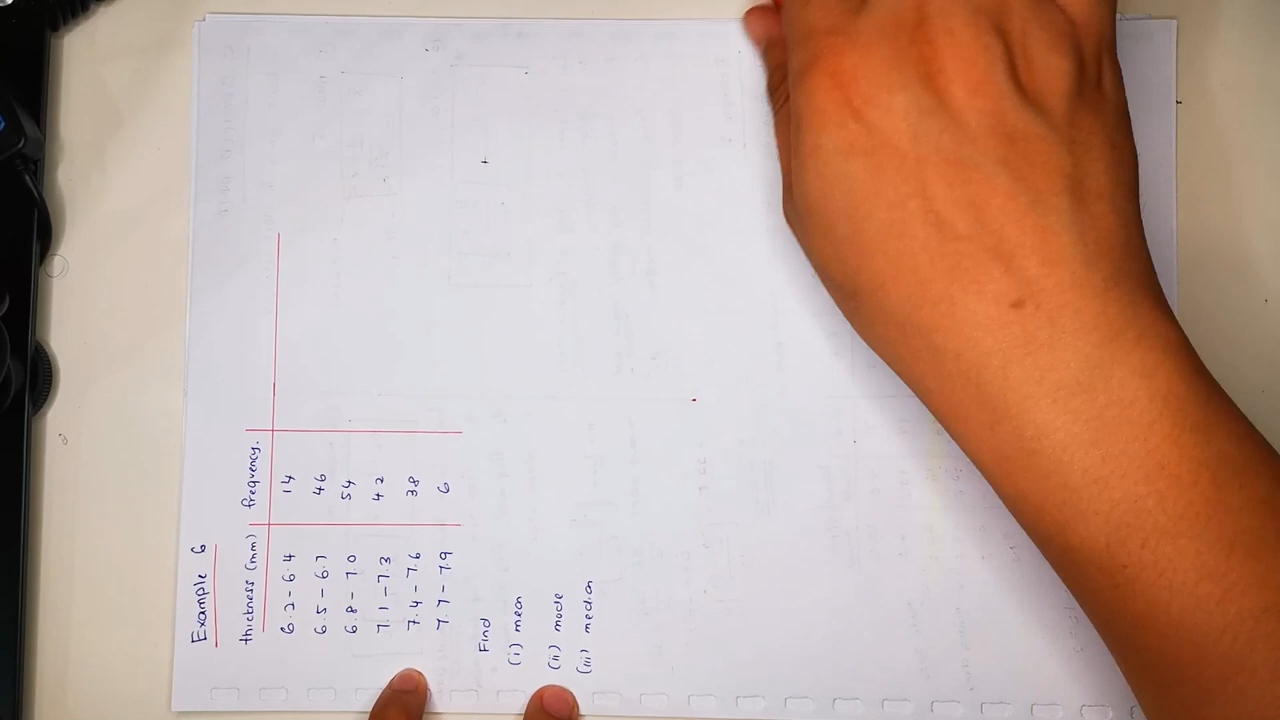 Example 6
thickness (mm) frequency.
6.2 - 6.4 14
6.5 - 6.7 46
6.8 - 7.0 54
7.1 - 7.3 42
7.4 - 7.6 38
7.7 - 7.9 6
Find
(i) mean
(ii) mode
(iii) median